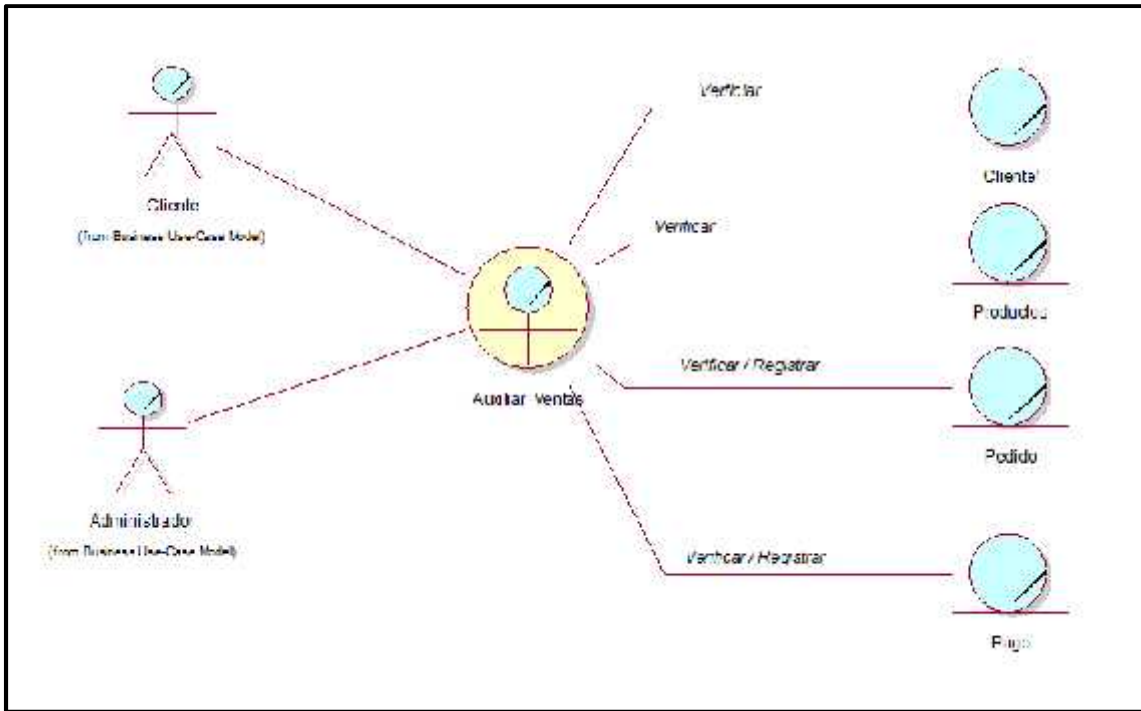 Verificar
Cliente'
Cliente
(from Business Use-Case Model)
Verificar
Productos
Verificar / Registrar
Auxiliar Ventas
Pedido
Administrador
(from Business Use-Case Model)
Verificar / Registrar
Pago